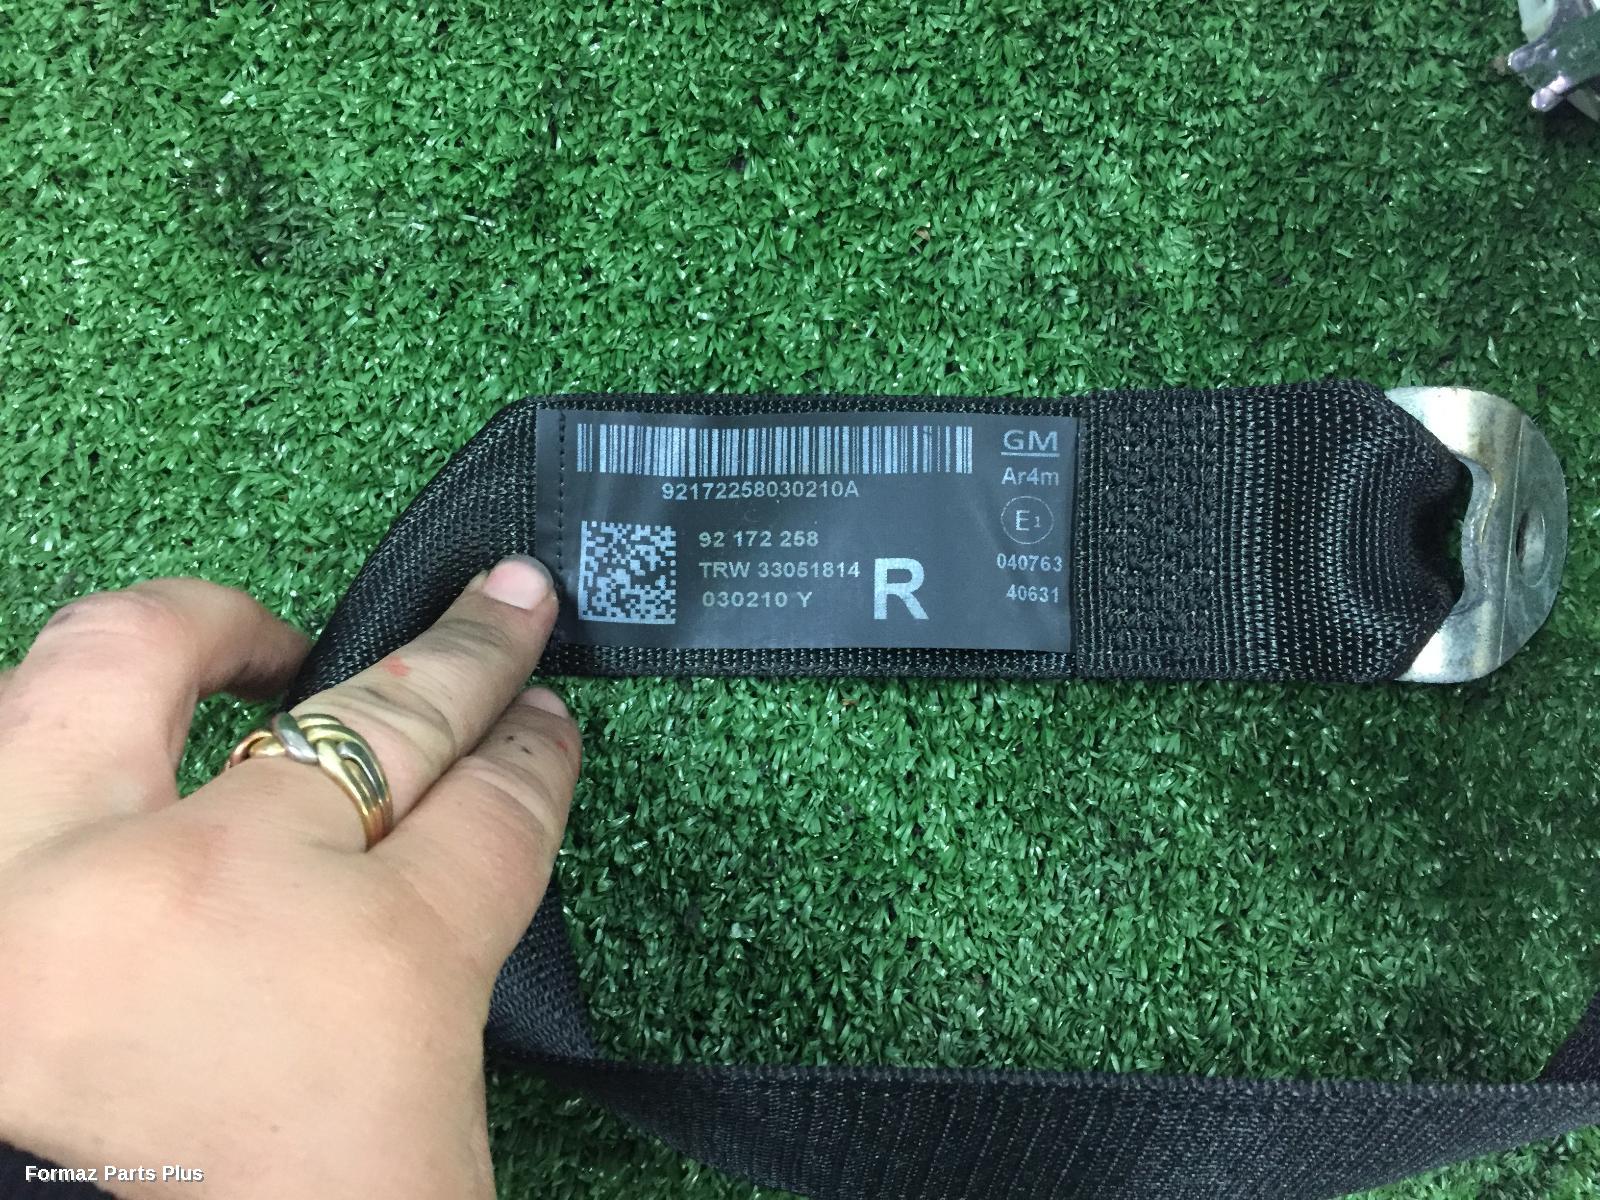 92172258030210A
GM
Ar4m
E1
92 172 258
TRW 33051814
030210 Y
R
040763
40631
Formaz Parts Plus